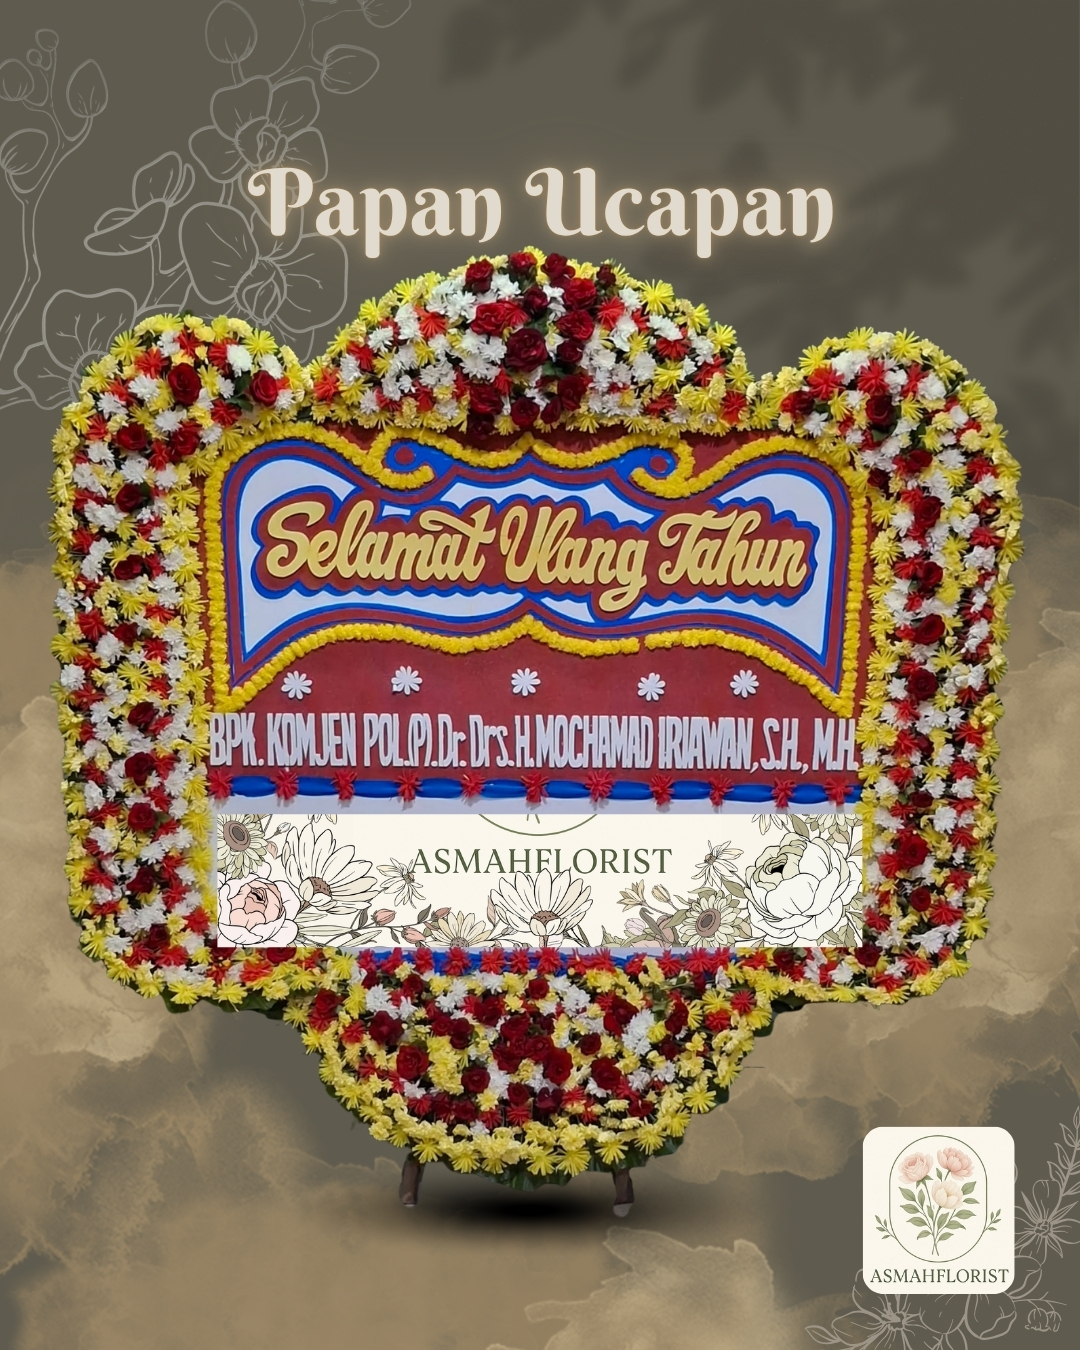 Papan Ucapan
Selamat Ulang Tahun
BPK. KOMJEN POL.(P).Dr. Drs. H. MOCHAMAD IRIAWAN, S.H., M.H.
ASMAHFLORIST
ASMAHFLORIST